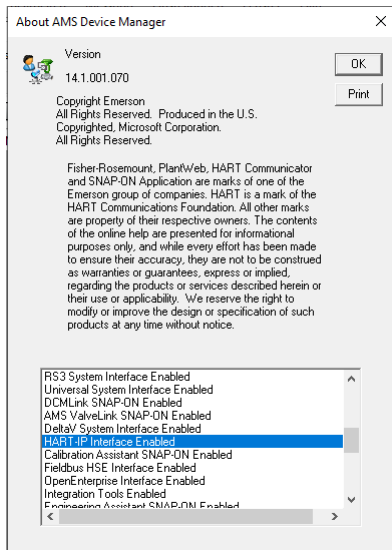 About AMS Device Manager
Version
OK
14.1.001.070
Print
Copyright Emerson
All Rights Reserved. Produced in the U.S.
Copyrighted, Microsoft Corporation.
All Rights Reserved.
Fisher-Rosemount, PlantWeb, HART Communicator
and SNAP-ON Application are marks of one of the
Emerson group of companies. HART is a mark of the
HART Communications Foundation. All other marks
are property of their respective owners. The contents
of the online help are presented for informational
purposes only, and while every effort has been made
to ensure their accuracy, they are not to be construed
as warranties or guarantees, express or implied,
regarding the products or services described herein or
their use or applicability. We reserve the right to
modify or improve the design or specification of such
products at any time without notice.
RS3 System Interface Enabled
Universal System Interface Enabled
DCMLink SNAP-ON Enabled
AMS ValveLink SNAP-ON Enabled
DeltaV System Interface Enabled
HART-IP Interface Enabled
Calibration Assistant SNAP-ON Enabled
Fieldbus HSE Interface Enabled
OpenEnterprise Interface Enabled
Integration Tools Enabled
Engineering Assistant SNAP-ON Enabled